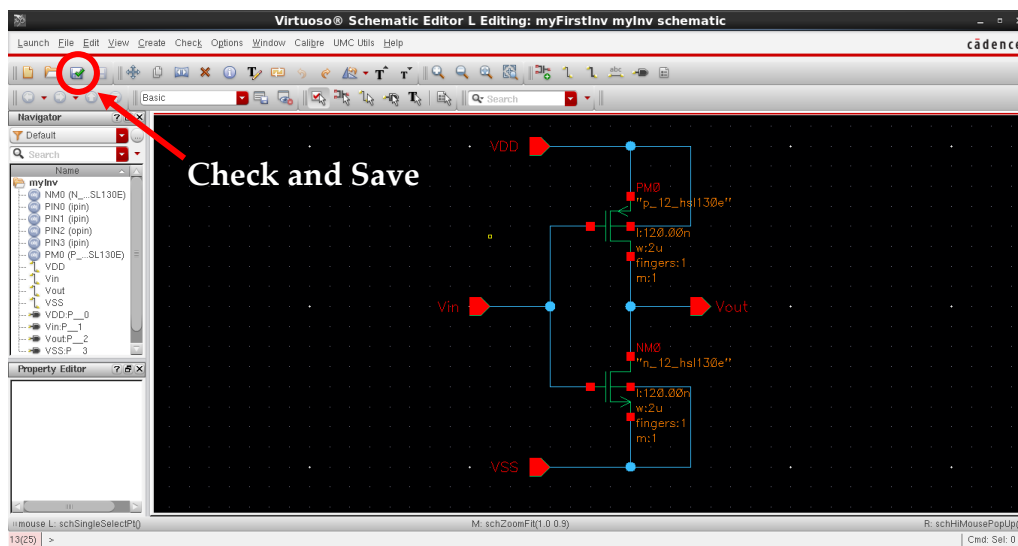 Virtuoso® Schematic Editor L Editing: myFirstInv myInv schematic
Launch File Edit View Create Check Options Window Calibre UMC Utils Help
cādence
Basic
Search
Navigator
Default
Search
Name
myInv
NM0 (N_...SL130E)
PIN0 (ipin)
PIN1 (ipin)
PIN2 (opin)
PIN3 (ipin)
PM0 (P_...SL130E)
VDD
Vin
Vout
VSS
VDD:P__0
Vin:P__1
Vout:P__2
VSS:P__3
Property Editor
Check and Save
VDD
PM0
"p_12_hsl130e"
l:120.00n
w:2u
fingers:1
m:1
Vin
Vout
NM0
"n_12_hsl130e"
l:120.00n
w:2u
fingers:1
m:1
VSS
mouse L: schSingleSelectPt() M: schZoomFit(1.0 0.9) R: schHiMousePopUp(
13(25) > Cmd: Sel: 0